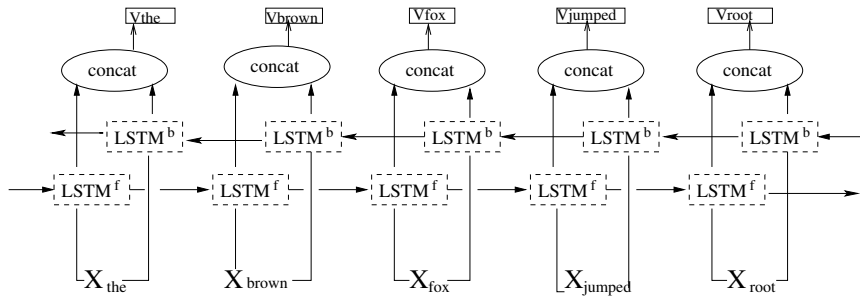 Vthe Vbrown Vfox Vjumped Vroot
concat concat concat concat concat
LSTM b LSTM b LSTM b LSTM b LSTM b
LSTM f LSTM f LSTM f LSTM f LSTM f
X the X brown X fox X jumped X root